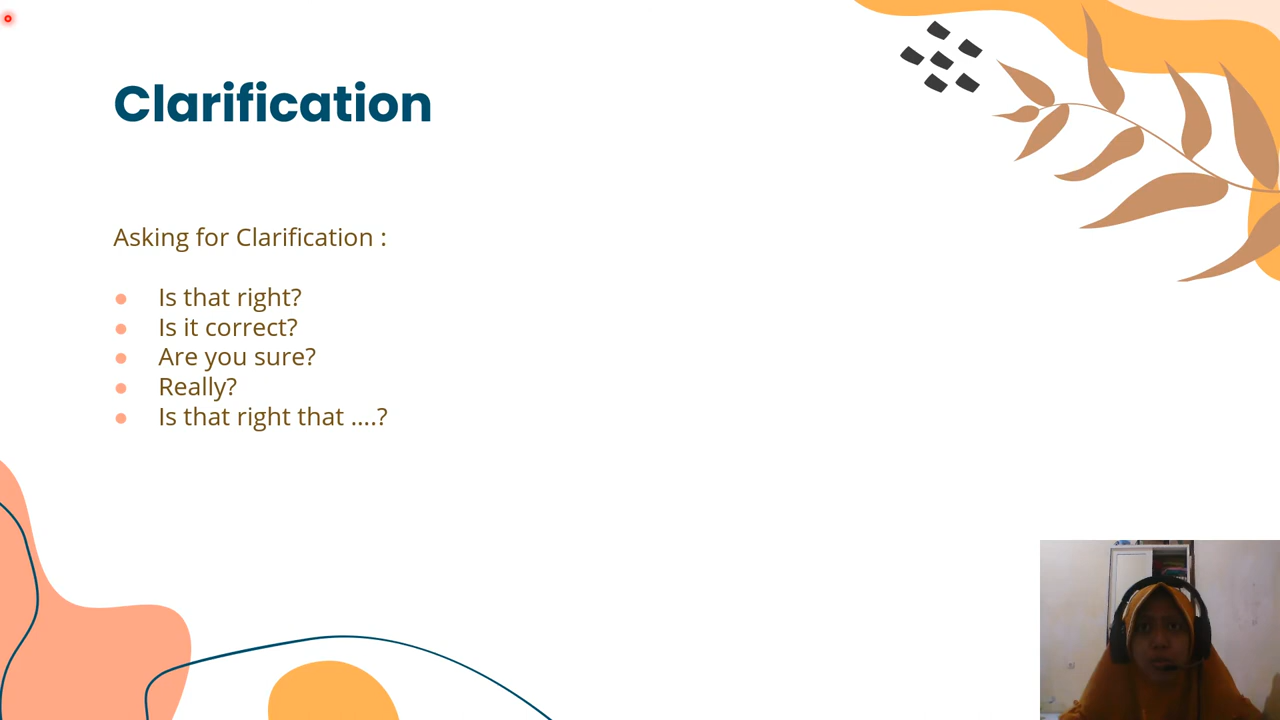 Clarification
Asking for Clarification :
Is that right?
Is it correct?
Are you sure?
Really?
Is that right that ....?